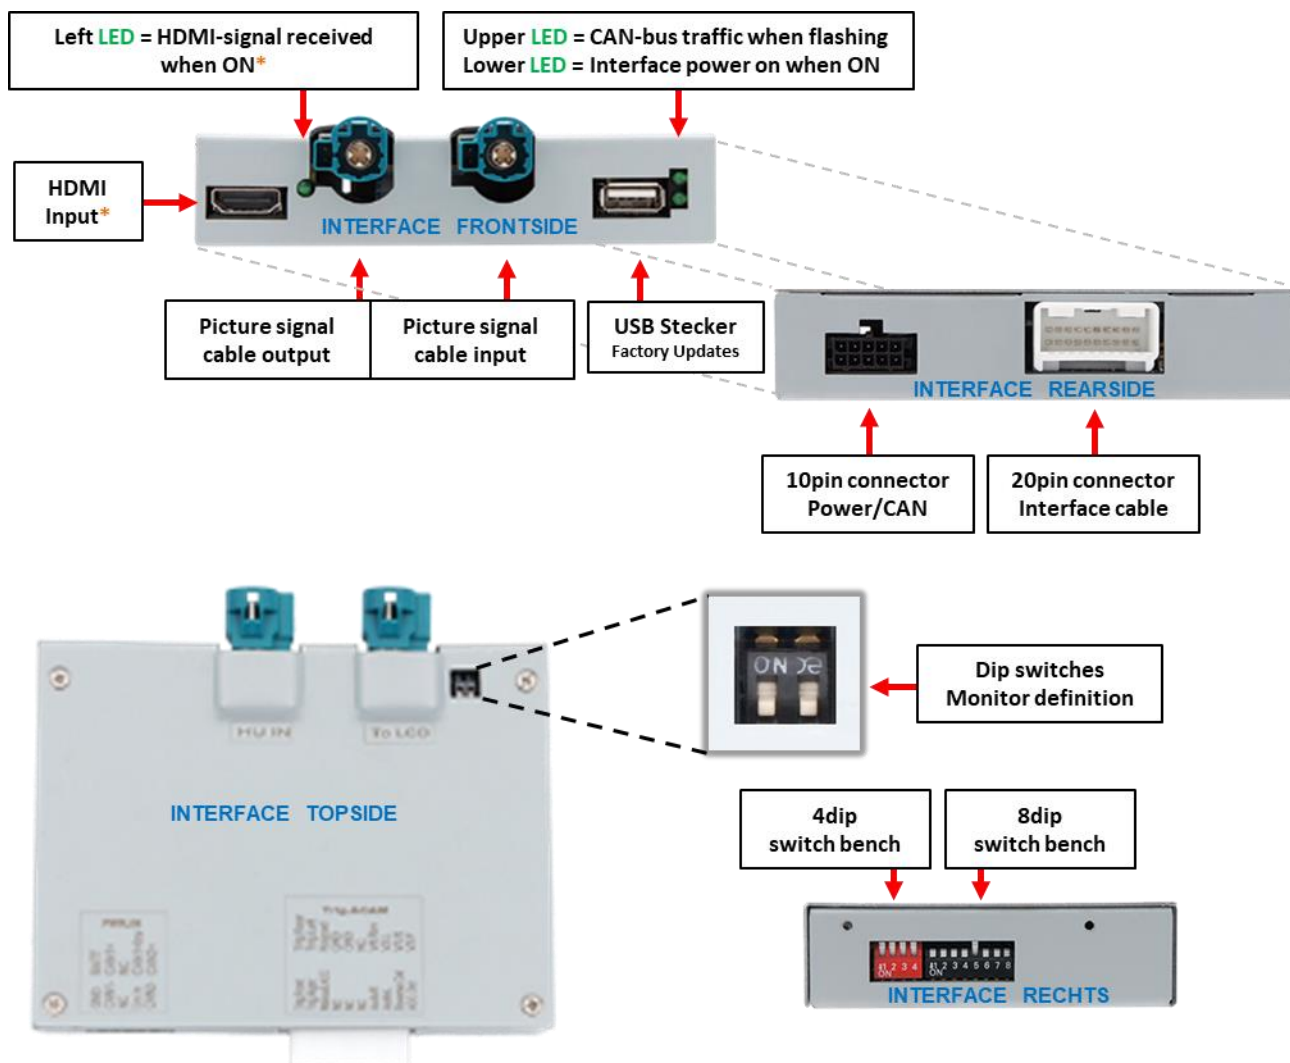 Left LED = HDMI-signal received
when ON*
Upper LED = CAN-bus traffic when flashing
Lower LED = Interface power on when ON
HDMI
Input*
INTERFACE FRONTSIDE
Picture signal
cable output
Picture signal
cable input
USB Stecker
Factory Updates
INTERFACE REARSIDE
10pin connector
Power/CAN
20pin connector
Interface cable
HU IN
To LCD
INTERFACE TOPSIDE
ON
Dip switches
Monitor definition
4dip
switch bench
8dip
switch bench
1 2 3 4
ON
1 2 3 4 5 6 7 8
ON
INTERFACE RECHTS